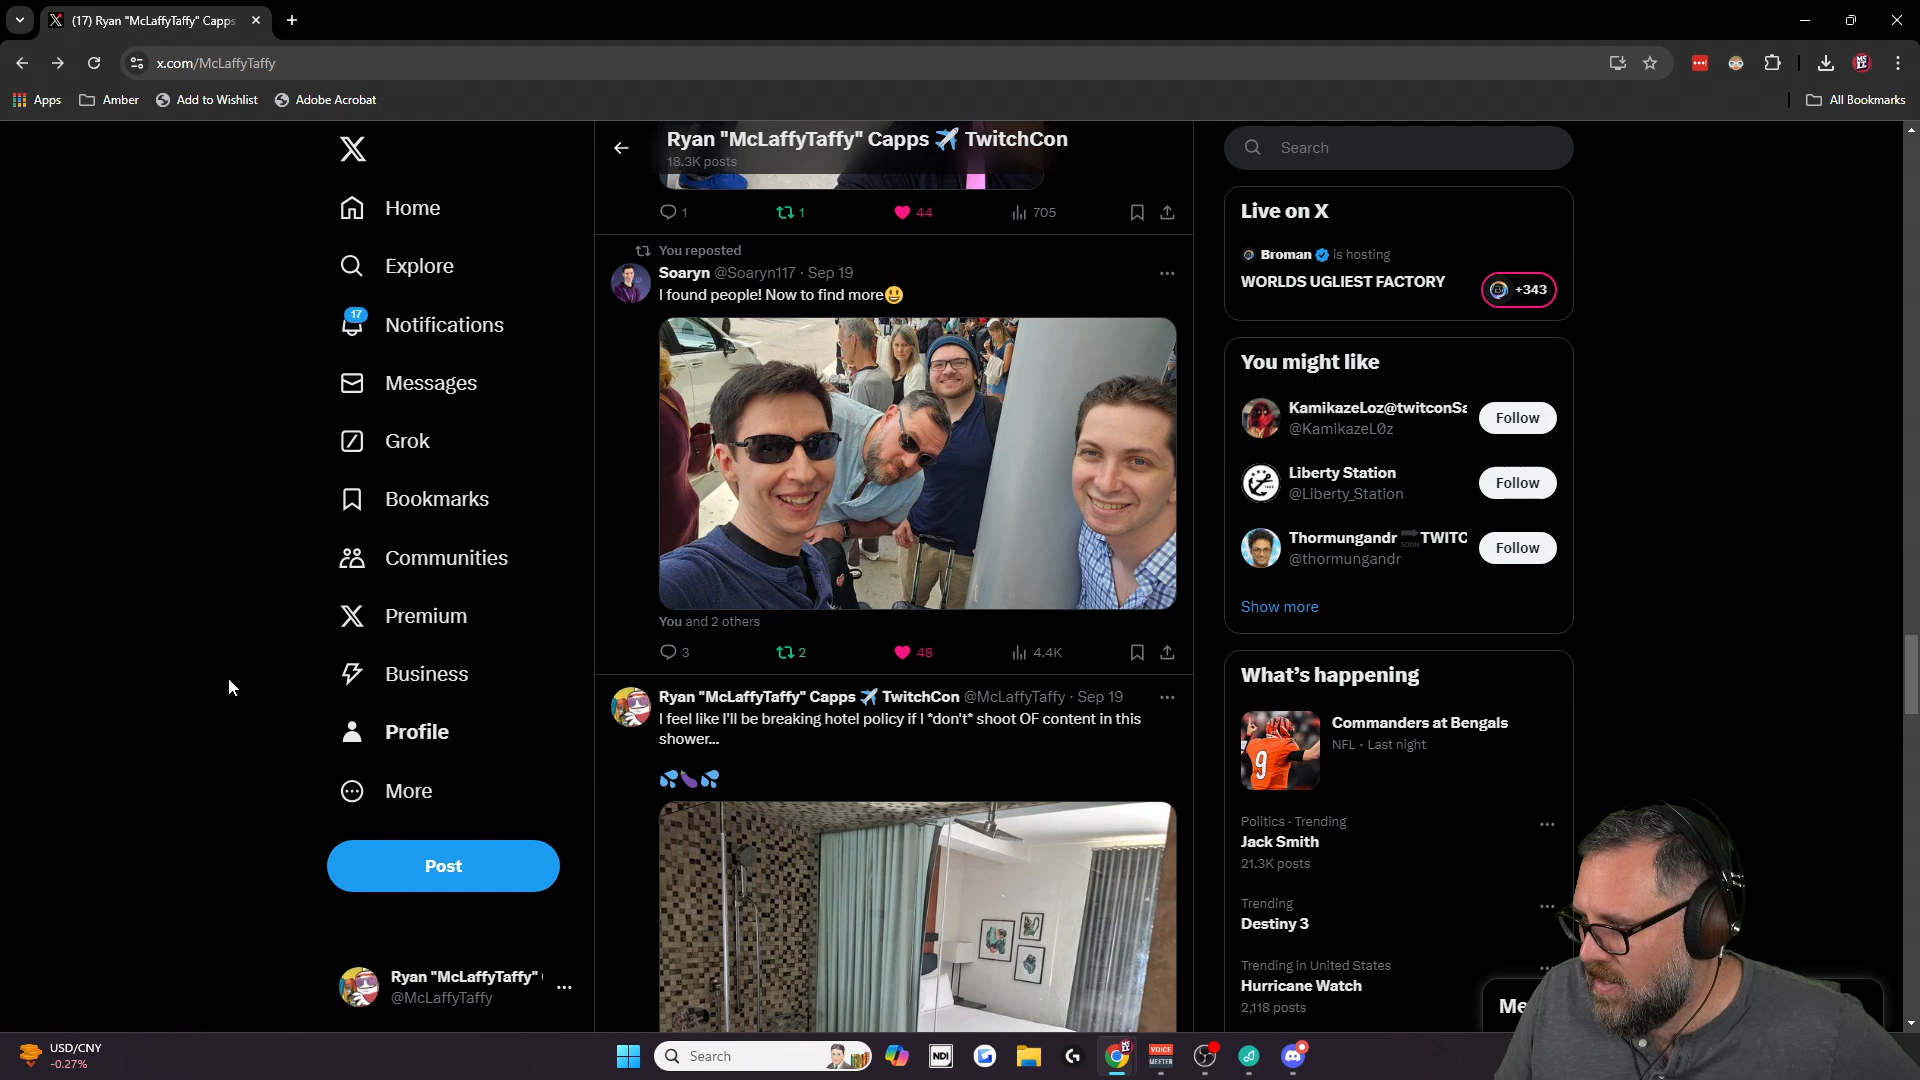 (17) Ryan "McLaffyTaffy" Capps
x.com/McLaffyTaffy
Apps
Amber
Add to Wishlist
Adobe Acrobat
All Bookmarks
Home
Explore
17
Notifications
Messages
Grok
Bookmarks
Communities
Premium
Business
Profile
More
Post
Ryan "McLaffyTaffy"
@McLaffyTaffy
Ryan "McLaffyTaffy" Capps ✈️ TwitchCon
18.3K posts
1
1
44
705
You reposted
Soaryn @Soaryn117 · Sep 19
I found people! Now to find more😃
You and 2 others
3
2
48
4.4K
Ryan "McLaffyTaffy" Capps ✈️ TwitchCon @McLaffyTaffy · Sep 19
I feel like I'll be breaking hotel policy if I *don't* shoot OF content in this
shower...
💦🍆💦
Search
Live on X
Broman is hosting
WORLDS UGLIEST FACTORY
+343
You might like
KamikazeLoz@twitconSa
@KamikazeL0z
Follow
Liberty Station
@Liberty_Station
Follow
Thormungandr 🔜 TWITC
@thormungandr
Follow
Show more
What's happening
Commanders at Bengals
NFL · Last night
9
Politics · Trending
Jack Smith
21.3K posts
Trending
Destiny 3
Trending in United States
Hurricane Watch
2,118 posts
Me
USD/CNY
-0.27%
Search
NDI
VOICE
MEETER